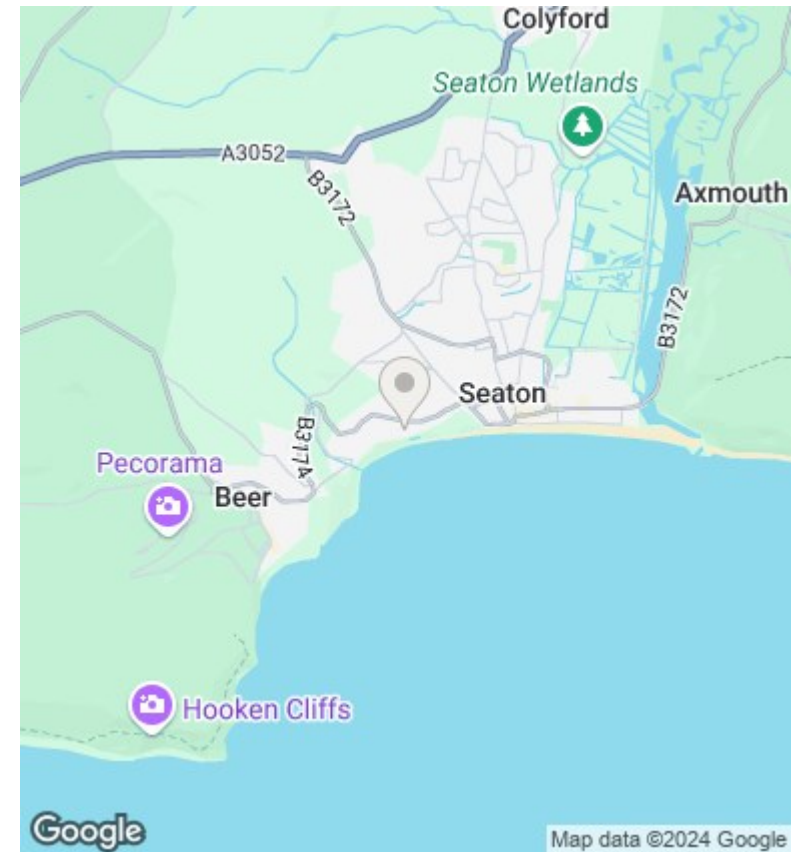 Colyford
Seaton Wetlands
A3052
B3172
Axmouth
B3172
Seaton
B3174
Pecorama
Beer
Hooken Cliffs
Google
Map data ©2024 Google